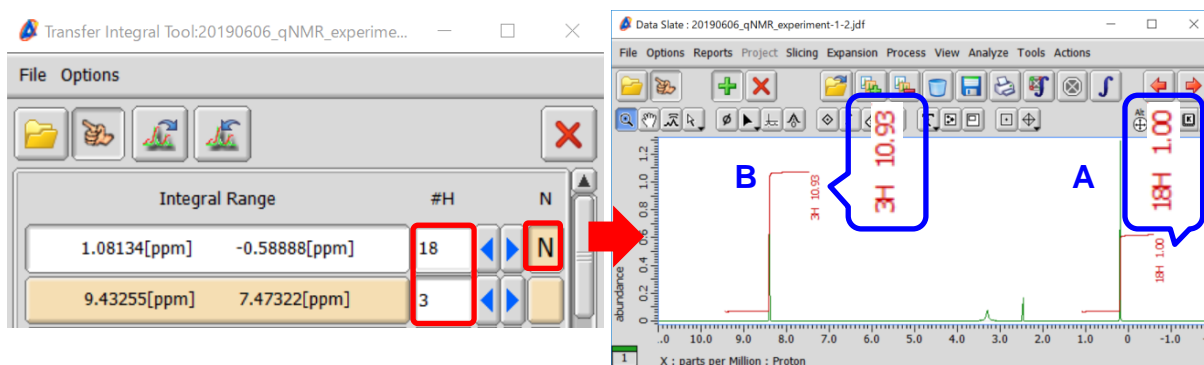 Transfer Integral Tool:20190606_qNMR_experime...
File Options
Integral Range #H N
1.08134[ppm] -0.58888[ppm] 18 N
9.43255[ppm] 7.47322[ppm] 3
Data Slate : 20190606_qNMR_experiment-1-2.jdf
File Options Reports Project Slicing Expansion Process View Analyze Tools Actions
B
3H 10.93
3H 10.93
A
18H 1.00
18H 1.00
abundance
0 0.2 0.4 0.6 0.8 1.0 1.2
.0 10.0 9.0 8.0 7.0 6.0 5.0 4.0 3.0 2.0 1.0 0 -1.0
1
X : parts per Million : Proton